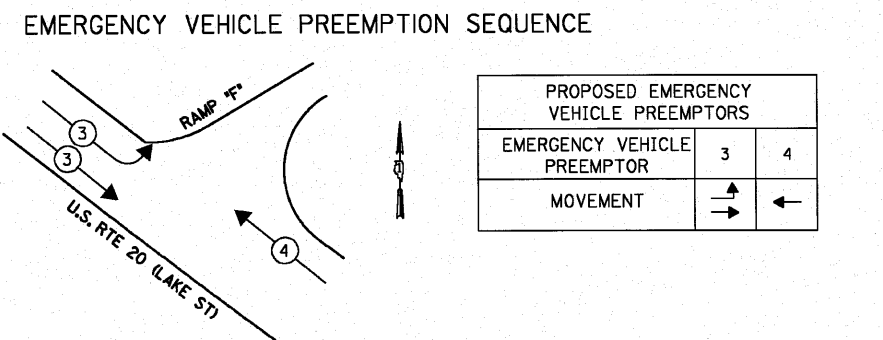 EMERGENCY VEHICLE PREEMPTION SEQUENCE
RAMP "F"
3
3
4
U.S. RTE 20 (LAKE ST)
PROPOSED EMERGENCY
VEHICLE PREEMPTORS
EMERGENCY VEHICLE
PREEMPTOR
3
4
MOVEMENT